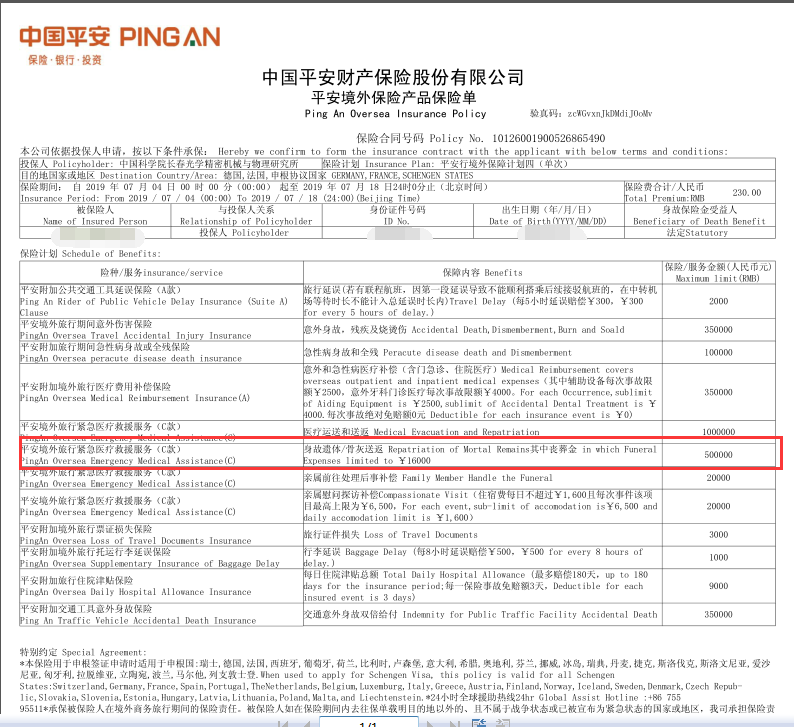 中国平安 PING AN
保险·银行·投资
中国平安财产保险股份有限公司
平安境外保险产品保险单
Ping An Oversea Insurance Policy
验真码: zcWGvxnJkDMdiJOoMv
保险合同号码 Policy No. 10126001900526865490
本公司依据投保人申请，按以下条件承保： Hereby we confirm to form the insurance contract with the applicant with below terms and conditions:
投保人 Policyholder: 中国科学院长春光学精密机械与物理研究所 保险计划 Insurance Plan: 平安行境外保障计划四（单次）
目的地国家或地区 Destination Country/Area: 德国,法国,申根协议国家 GERMANY,FRANCE,SCHENGEN STATES
保险期间： 自 2019 年 07 月 04 日 00 时 00 分（00:00） 起至 2019 年 07 月 18 日24时0分止（北京时间）
Insurance Period: From 2019 / 07 / 04 (00:00) To 2019 / 07 / 18 (24:00)(Beijing Time)
保险费合计/人民币
Total Premium:RMB
230.00
被保险人 与投保人关系 身份证件号码 出生日期（年/月/日） 身故保险金受益人
Name of Insured Person Relationship of Policyholder ID No. Date of Birth(YYYY/MM/DD) Beneficiary of Death Benefit
投保人 Policyholder 法定Statutory
保险计划 Schedule of Benefits:
险种/服务insurance/service 保障内容 Benefits 保险/服务金额(人民币元)
Maximum limit(RMB)
平安附加公共交通工具延误保险（A款）
Ping An Rider of Public Vehicle Delay Insurance (Suite A)
Clause
旅行延误(若有联程航班，因第一段延误导致不能顺利搭乘后续接驳航班的，在中转机
场等待时长不能计入总延误时长内)Travel Delay (每5小时延误赔偿￥300, ￥300
for every 5 hours of delay.)
2000
平安境外旅行期间意外伤害保险
PingAn Oversea Travel Accidental Injury Insurance
意外身故，残疾及烧烫伤 Accidental Death,Dismemberment,Burn and Scald
350000
平安附加旅行期间急性病身故或全残保险
PingAn Oversea peracute disease death insurance
急性病身故和全残 Peracute disease death and Dismemberment
100000
平安附加境外旅行医疗费用补偿保险
PingAn Oversea Medical Reimbursement Insurance(A)
意外和急性病医疗补偿（含门急诊、住院医疗）Medical Reimbursement covers
overseas outpatient and inpatient medical expenses（其中辅助设备每次事故限
额￥2500，意外牙科门诊医疗每次事故限额￥4000。For each Occurrence,sublimit
of Aiding Equipment is ￥2500,sublimit of Accidental Dental Treatment is ￥
4000.每次事故绝对免赔额0元 Deductible for each insurance event is ￥0）
350000
平安附加境外旅行紧急医疗救援服务（C款）
PingAn Oversea Emergency Medical Assistance(C)
医疗运送和送返 Medical Evacuation and Repatriation
1000000
平安附加境外旅行紧急医疗救援服务（C款）
PingAn Oversea Emergency Medical Assistance(C)
身故遗体/骨灰送返 Repatriation of Mortal Remains其中丧葬金 in which Funeral
Expenses limited to ￥16000
500000
平安附加境外旅行紧急医疗救援服务（C款）
PingAn Oversea Emergency Medical Assistance(C)
亲属前往处理后事补偿 Family Member Handle the Funeral
20000
平安附加境外旅行紧急医疗救援服务（C款）
PingAn Oversea Emergency Medical Assistance(C)
亲属慰问探访补偿Compassionate Visit（住宿费每日不超过￥1,600且每次事件该项
目最高上限为￥6,500, For each event,sub-limit of accomodation is￥6,500 and
daily accomodation limit is ￥1,600）
20000
平安附加境外旅行票证损失保险
PingAn Oversea Loss of Travel Documents Insurance
旅行证件损失 Loss of Travel Documents
3000
平安附加境外旅行托运行李延误保险
PingAn Oversea Supplementary Insurance of Baggage Delay
行李延误 Baggage Delay (每8小时延误赔偿￥500, ￥500 for every 8 hours of
delay.)
1000
平安附加旅行住院津贴保险
PingAn Oversea Daily Hospital Allowance Insurance
每日住院津贴总额 Total Daily Hospital Allowance (最多赔偿180天, up to 180
days for the insurance period;每一保险事故免赔额3天, Deductible for each
insured event is 3 days)
9000
平安附加交通工具意外身故保险
Ping An Traffic Vehicle Accidental Death Insurance
交通意外身故双倍给付 Indemnity for Public Traffic Facility Accidental Death
350000
特别约定 Special Agreement:
*本保险用于申根签证申请时适用于申根国:瑞士,德国,法国,西班牙,葡萄牙,荷兰,比利时,卢森堡,意大利,希腊,奥地利,芬兰,挪威,冰岛,瑞典,丹麦,捷克,斯洛伐克,斯洛文尼亚,爱沙
尼亚,匈牙利,拉脱维亚,立陶宛,波兰,马尔他,列支敦士登.When used to apply for Schengen Visa, this policy is valid for all Schengen
States:Switzerland,Germany,France,Spain,Portugal,TheNetherlands,Belgium,Luxemburg,Italy,Greece,Austria,Finland,Norway,Iceland,Sweden,Denmark,Czech Repub-
lic,Slovakia,Slovenia,Estonia,Hungary,Latvia,Lithuania,Poland,Malta,and Liechtenstein.*24小时全球援助热线24hr Global Assist Hotline :+86 755
95511*承保被保险人在境外商务旅行期间的保险责任。被保险人如在保险期间内去往保单载明目的地以外的、且不属于战争状态或已被宣布为紧急状态的国家或地区，我司承担保险责
1/1